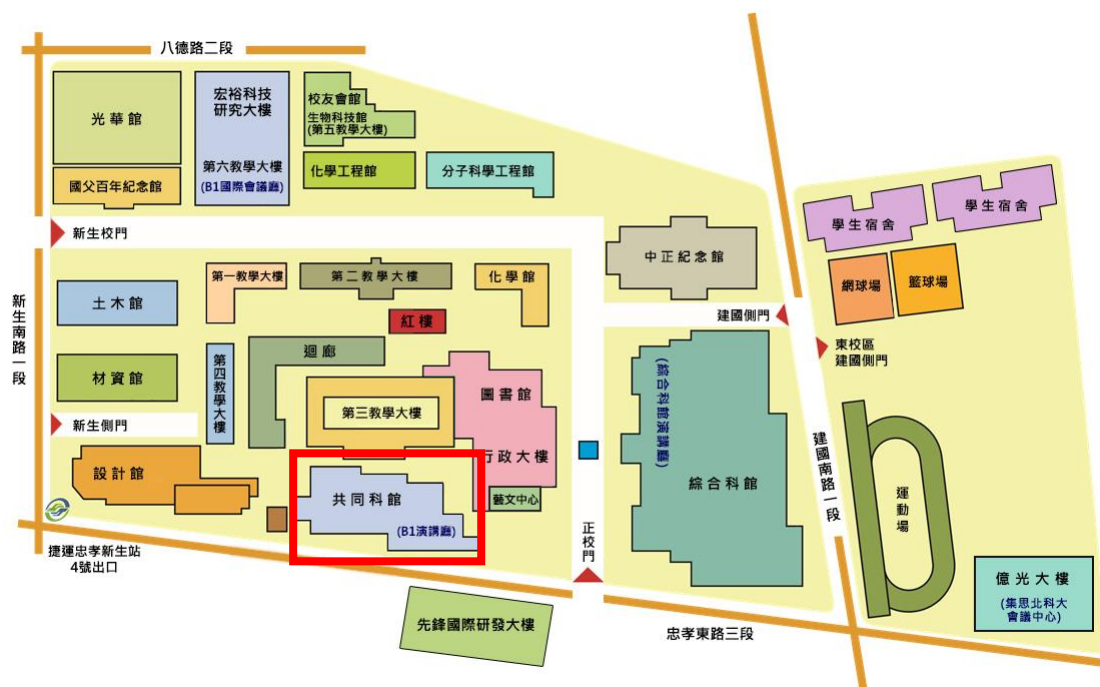 八德路二段
光華館
宏裕科技
研究大樓
第六教學大樓
(B1國際會議廳)
校友會館
生物科技館
(第五教學大樓)
國父百年紀念館
化學工程館
分子科學工程館
學生宿舍
學生宿舍
新生校門
中正紀念館
網球場
籃球場
第一教學大樓
第二教學大樓
化學館
土木館
紅樓
建國側門
東校區
建國側門
新生南路一段
迴廊
第四教學大樓
材資館
圖書館
(綜合科館演講廳)
第三教學大樓
新生側門
行政大樓
建國南路一段
設計館
綜合科館
共同科館
(B1演講廳)
藝文中心
運動場
正校門
捷運忠孝新生站
4號出口
億光大樓
(集思北科大
會議中心)
先鋒國際研發大樓
忠孝東路三段